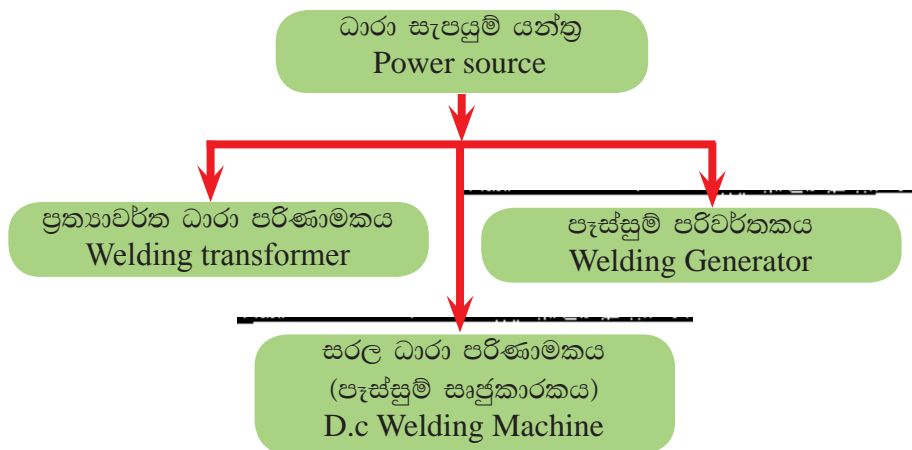 ධාරා සැපයුම් යන්ත්‍ර
Power source
ප්‍රත්‍යාවර්ත ධාරා පරිණාමකය
Welding transformer
පෑස්සුම් පරිවර්තකය
Welding Generator
සරල ධාරා පරිණාමකය
(පෑස්සුම් සෘජුකාරකය)
D.c Welding Machine